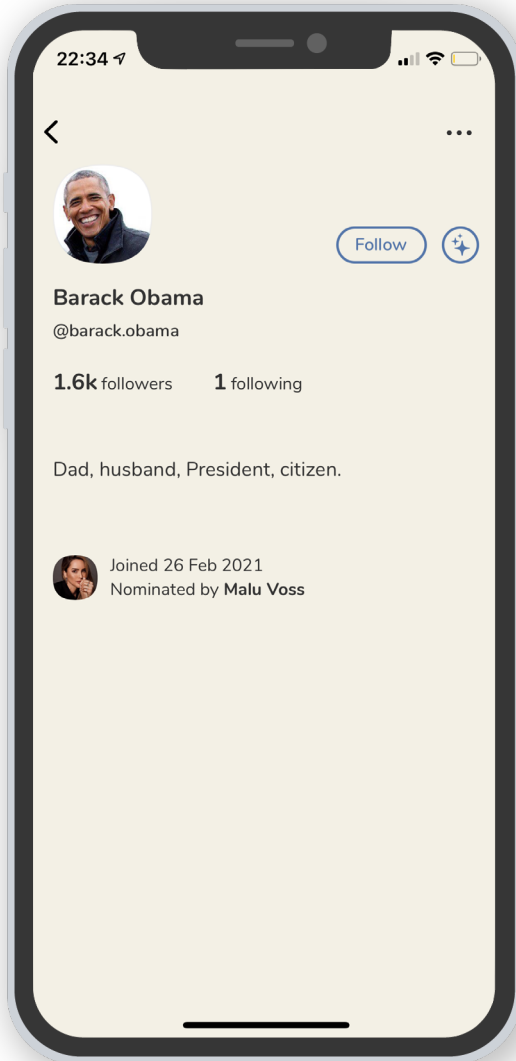 22:34
Follow
Barack Obama
@barack.obama
1.6k followers 1 following
Dad, husband, President, citizen.
Joined 26 Feb 2021
Nominated by Malu Voss